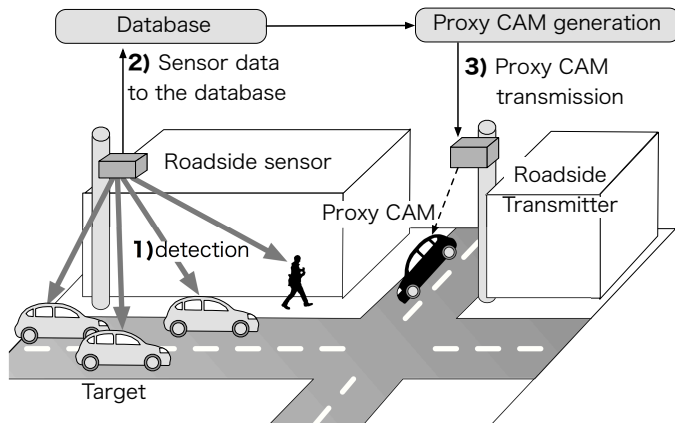 Database
Proxy CAM generation
2) Sensor data
to the database
3) Proxy CAM
transmission
Roadside sensor
Roadside
Transmitter
Proxy CAM
1)detection
Target